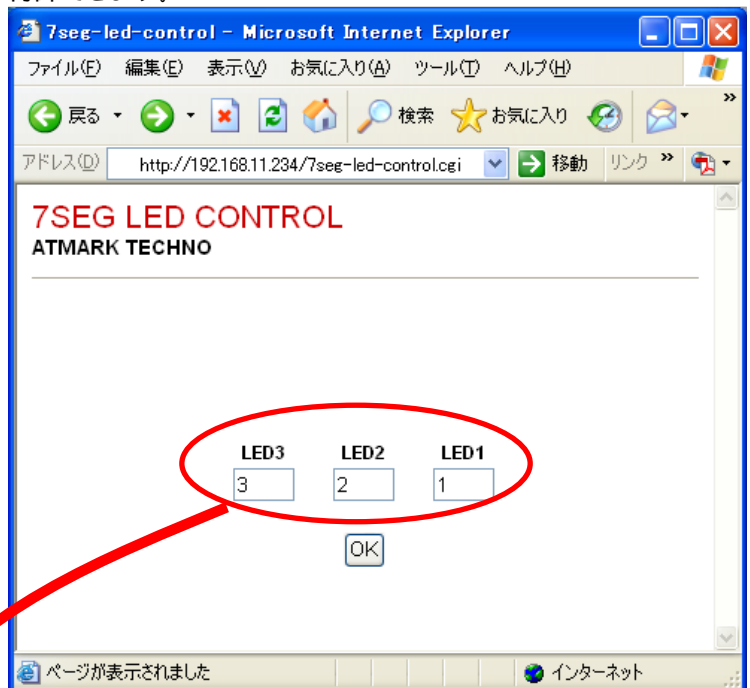 7seg-led-control - Microsoft Internet Explorer
ファイル(F) 編集(E) 表示(V) お気に入り(A) ツール(T) ヘルプ(H)
戻る 検索 お気に入り »
アドレス(D) http://192.168.11.234/7seg-led-control.cgi 移動 リンク »
7SEG LED CONTROL
ATMARK TECHNO
LED3 LED2 LED1
3 2 1
OK
ページが表示されました インターネット